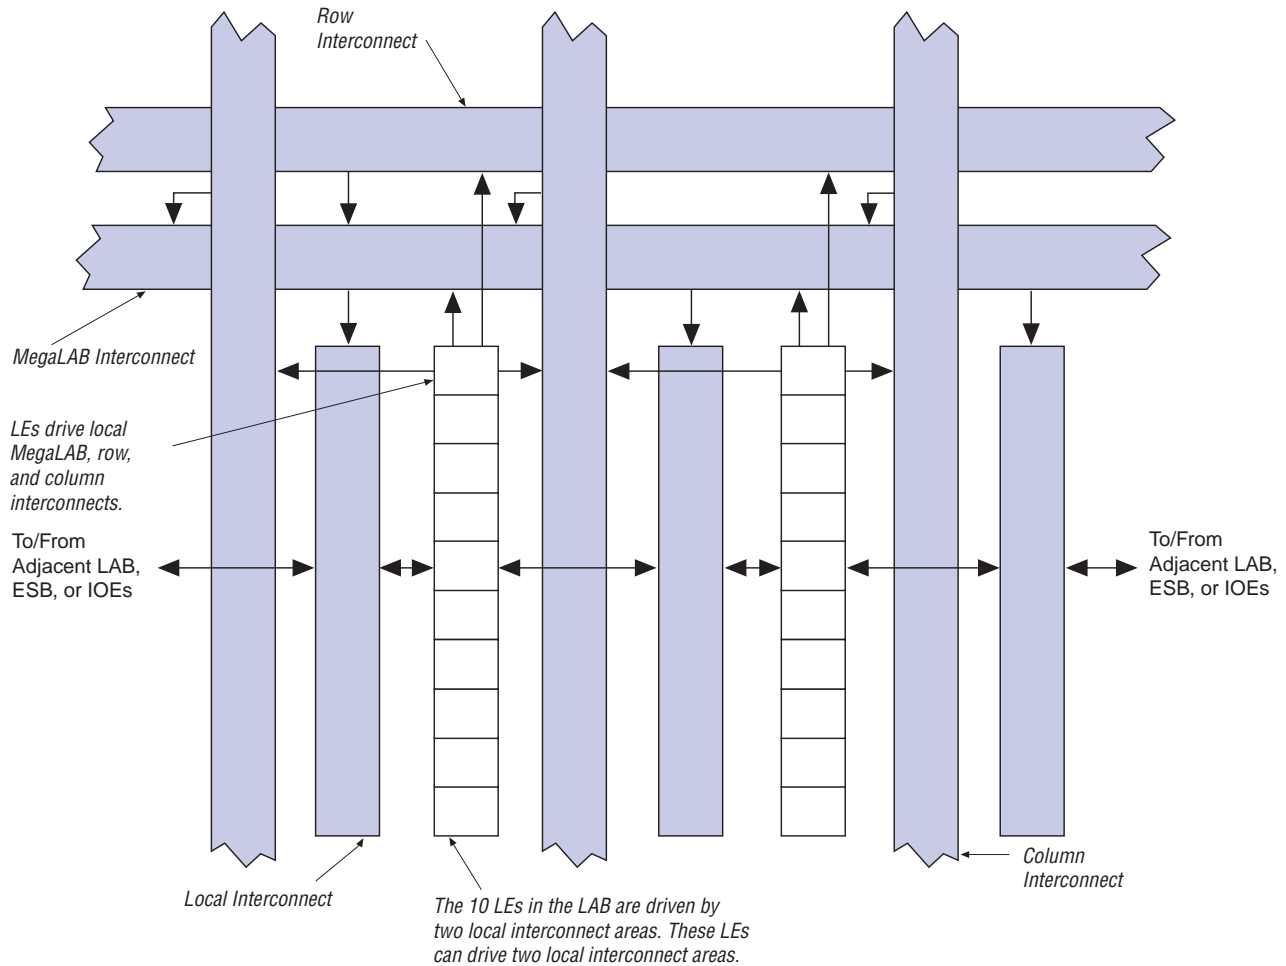 Row
Interconnect
MegaLAB Interconnect
LEs drive local
MegaLAB, row,
and column
interconnects.
To/From
Adjacent LAB,
ESB, or IOEs
To/From
Adjacent LAB,
ESB, or IOEs
Local Interconnect
The 10 LEs in the LAB are driven by
two local interconnect areas. These LEs
can drive two local interconnect areas.
Column
Interconnect